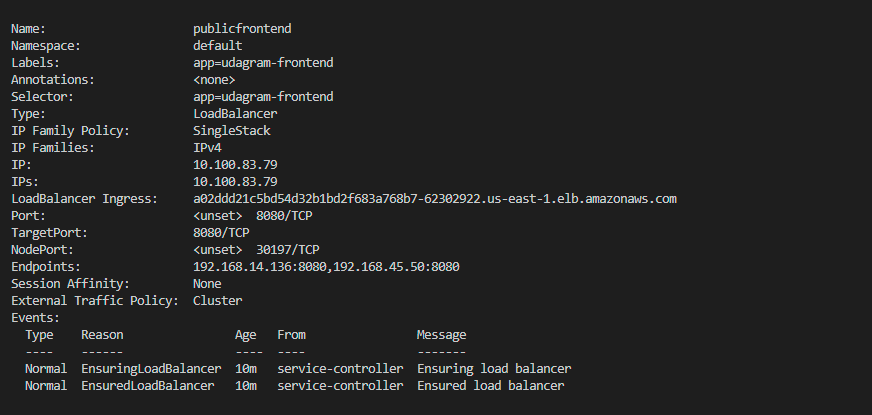 Name:                     publicfrontend
Namespace:                default
Labels:                   app=udagram-frontend
Annotations:              <none>
Selector:                 app=udagram-frontend
Type:                     LoadBalancer
IP Family Policy:         SingleStack
IP Families:              IPv4
IP:                       10.100.83.79
IPs:                      10.100.83.79
LoadBalancer Ingress:     a02ddd21c5bd54d32b1bd2f683a768b7-62302922.us-east-1.elb.amazonaws.com
Port:                     <unset>  8080/TCP
TargetPort:               8080/TCP
NodePort:                 <unset>  30197/TCP
Endpoints:                192.168.14.136:8080,192.168.45.50:8080
Session Affinity:         None
External Traffic Policy:  Cluster
Events:
  Type    Reason                Age   From                Message
  ----    ------                ----  ----                -------
  Normal  EnsuringLoadBalancer  10m   service-controller  Ensuring load balancer
  Normal  EnsuredLoadBalancer   10m   service-controller  Ensured load balancer